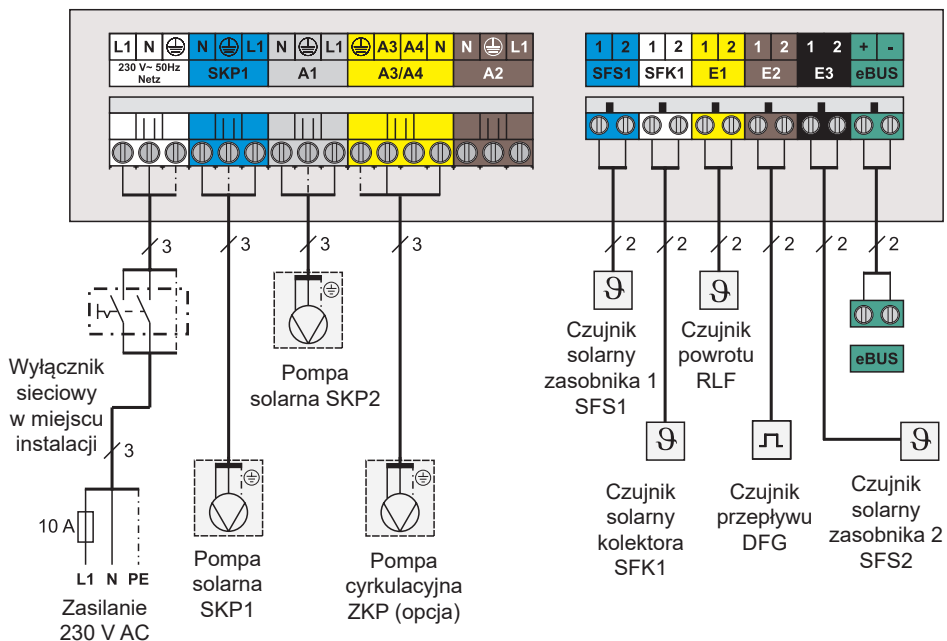 L1 N N L1 N L1 A3 A4 N N L1
230 V~ 50Hz
Netz
SKP1 A1 A3/A4 A2
1 2 1 2 1 2 1 2 1 2 + -
SFS1 SFK1 E1 E2 E3 eBUS
3 3 3 3 2 2 2 2 2 2
Wyłącznik
sieciowy
w miejscu
instalacji
3
10 A
L1 N PE
Zasilanie
230 V AC
Pompa
solarna
SKP1
Pompa
solarna SKP2
Pompa
cyrkulacyjna
ZKP (opcja)
ϑ
Czujnik
solarny
zasobnika 1
SFS1
ϑ
Czujnik
solarny
kolektora
SFK1
ϑ
Czujnik
powrotu
RLF
Czujnik
przepływu
DFG
eBUS
ϑ
Czujnik
solarny
zasobnika 2
SFS2